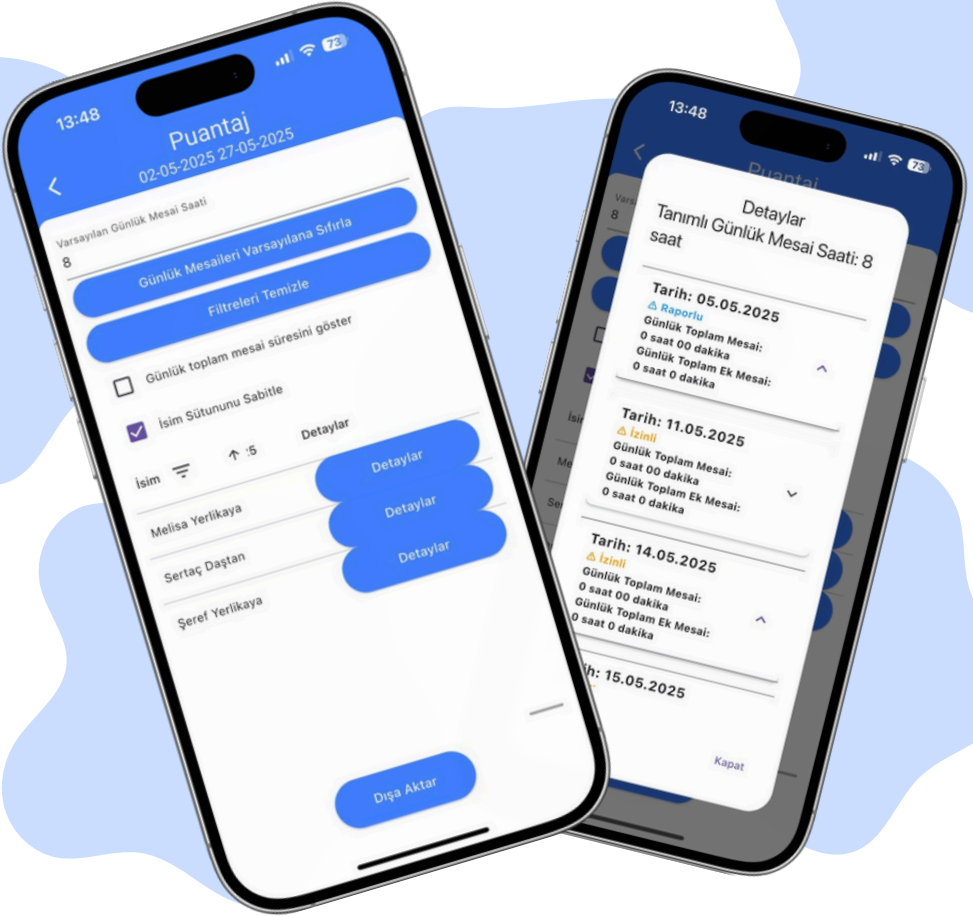 13:48
73
Puantaj
02-05-2025 27-05-2025
Varsayılan Günlük Mesai Saati
8
Günlük Mesaileri Varsayılana Sıfırla
Filtreleri Temizle
Günlük toplam mesai süresini göster
İsim Sütununu Sabitle
İsim
:5
Detaylar
Melisa Yerlikaya
Detaylar
Sertaç Daştan
Detaylar
Şeref Yerlikaya
Detaylar
Dışa Aktar
13:48
73
Puantaj
8
Detaylar
Tanımlı Günlük Mesai Saati: 8
saat
Tarih: 05.05.2025
Raporlu
Günlük Toplam Mesai:
0 saat 00 dakika
Günlük Toplam Ek Mesai:
0 saat 0 dakika
Tarih: 11.05.2025
İzinli
Günlük Toplam Mesai:
0 saat 00 dakika
Günlük Toplam Ek Mesai:
0 saat 0 dakika
Tarih: 14.05.2025
İzinli
Günlük Toplam Mesai:
0 saat 00 dakika
Günlük Toplam Ek Mesai:
0 saat 0 dakika
ih: 15.05.2025
Kapat